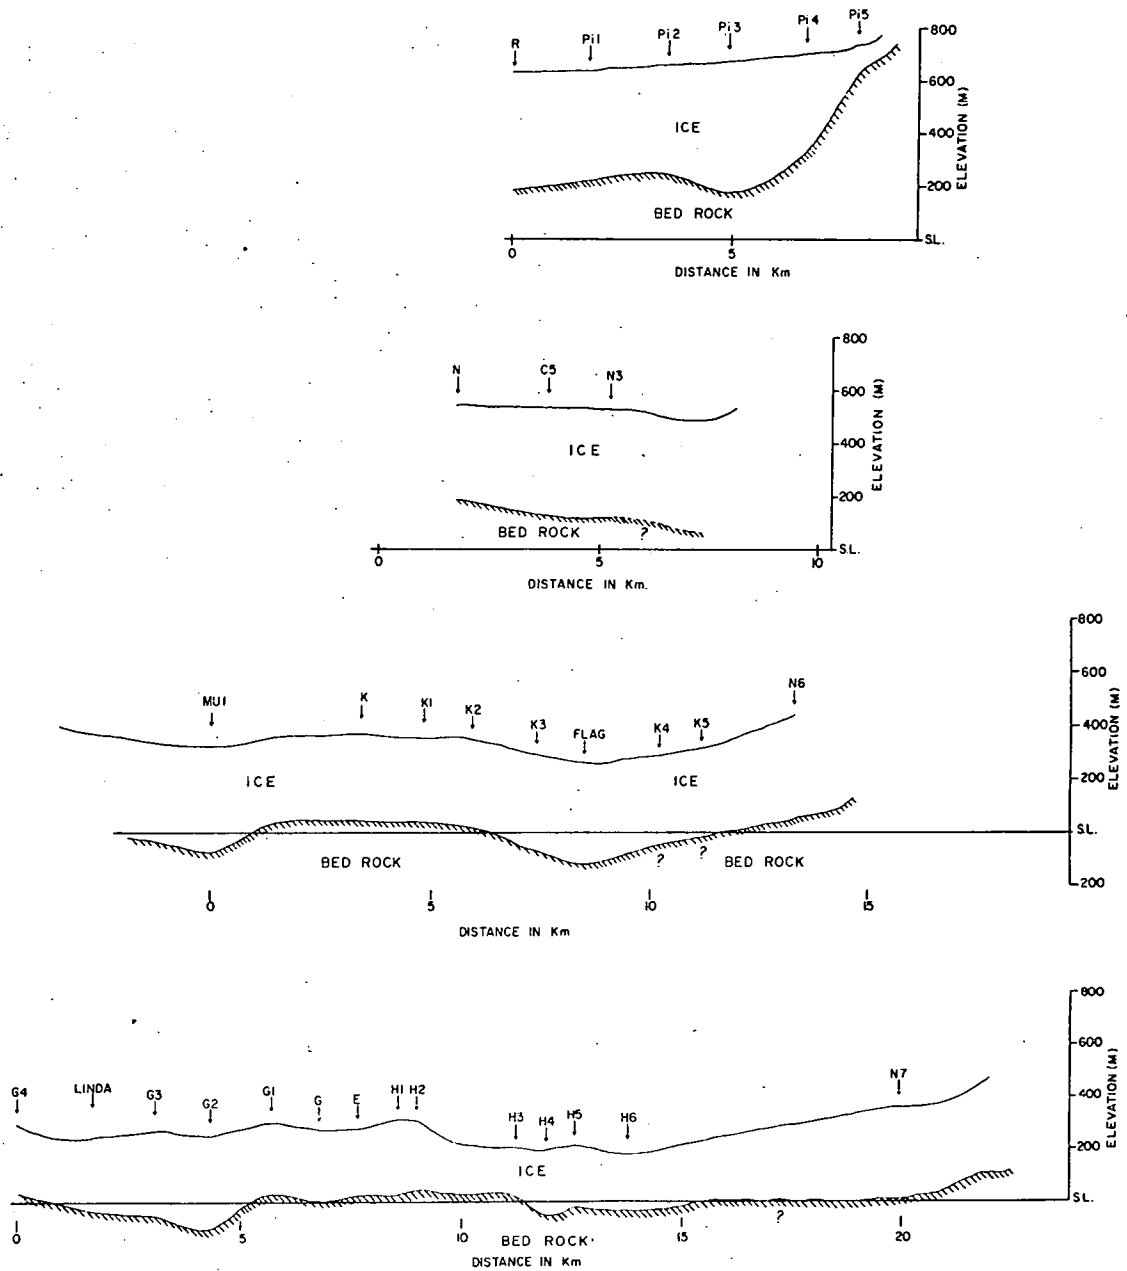 R Pi1 Pi2 Pi3 Pi4 Pi5
800
600
400
200
S.L.
ELEVATION (M)
ICE
BED ROCK
0 5
DISTANCE IN Km
N C5 N3
800
600
400
200
S.L.
ELEVATION (M)
ICE
BED ROCK ?
0 5 10
DISTANCE IN Km.
MU1 K K1 K2 K3 FLAG K4 K5 N6
800
600
400
200
S.L.
200
ELEVATION (M)
ICE ICE
BED ROCK ? ? BED ROCK
0 5 10 15
DISTANCE IN Km
G4 LINDA G3 G2 G1 G E H1 H2 H3 H4 H5 H6 N7
800
600
400
200
S.L.
ELEVATION (M)
ICE
?
0 5 10 15 20
BED ROCK
DISTANCE IN Km